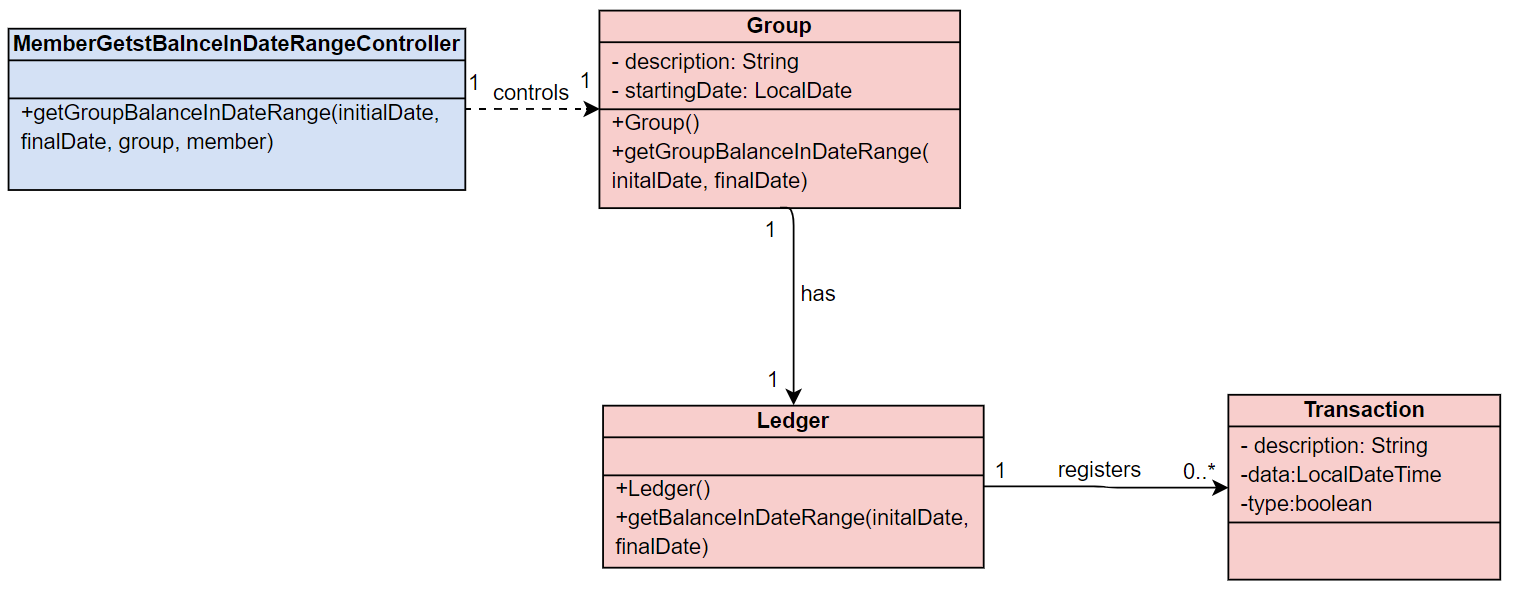 MemberGetstBalnceInDateRangeController
+getGroupBalanceInDateRange(initialDate,
finalDate, group, member)
1
controls
1
Group
- description: String
- startingDate: LocalDate
+Group()
+getGroupBalanceInDateRange(
initalDate, finalDate)
1
has
1
Ledger
+Ledger()
+getBalanceInDateRange(initalDate,
finalDate)
1
registers
0..*
Transaction
- description: String
-data:LocalDateTime
-type:boolean